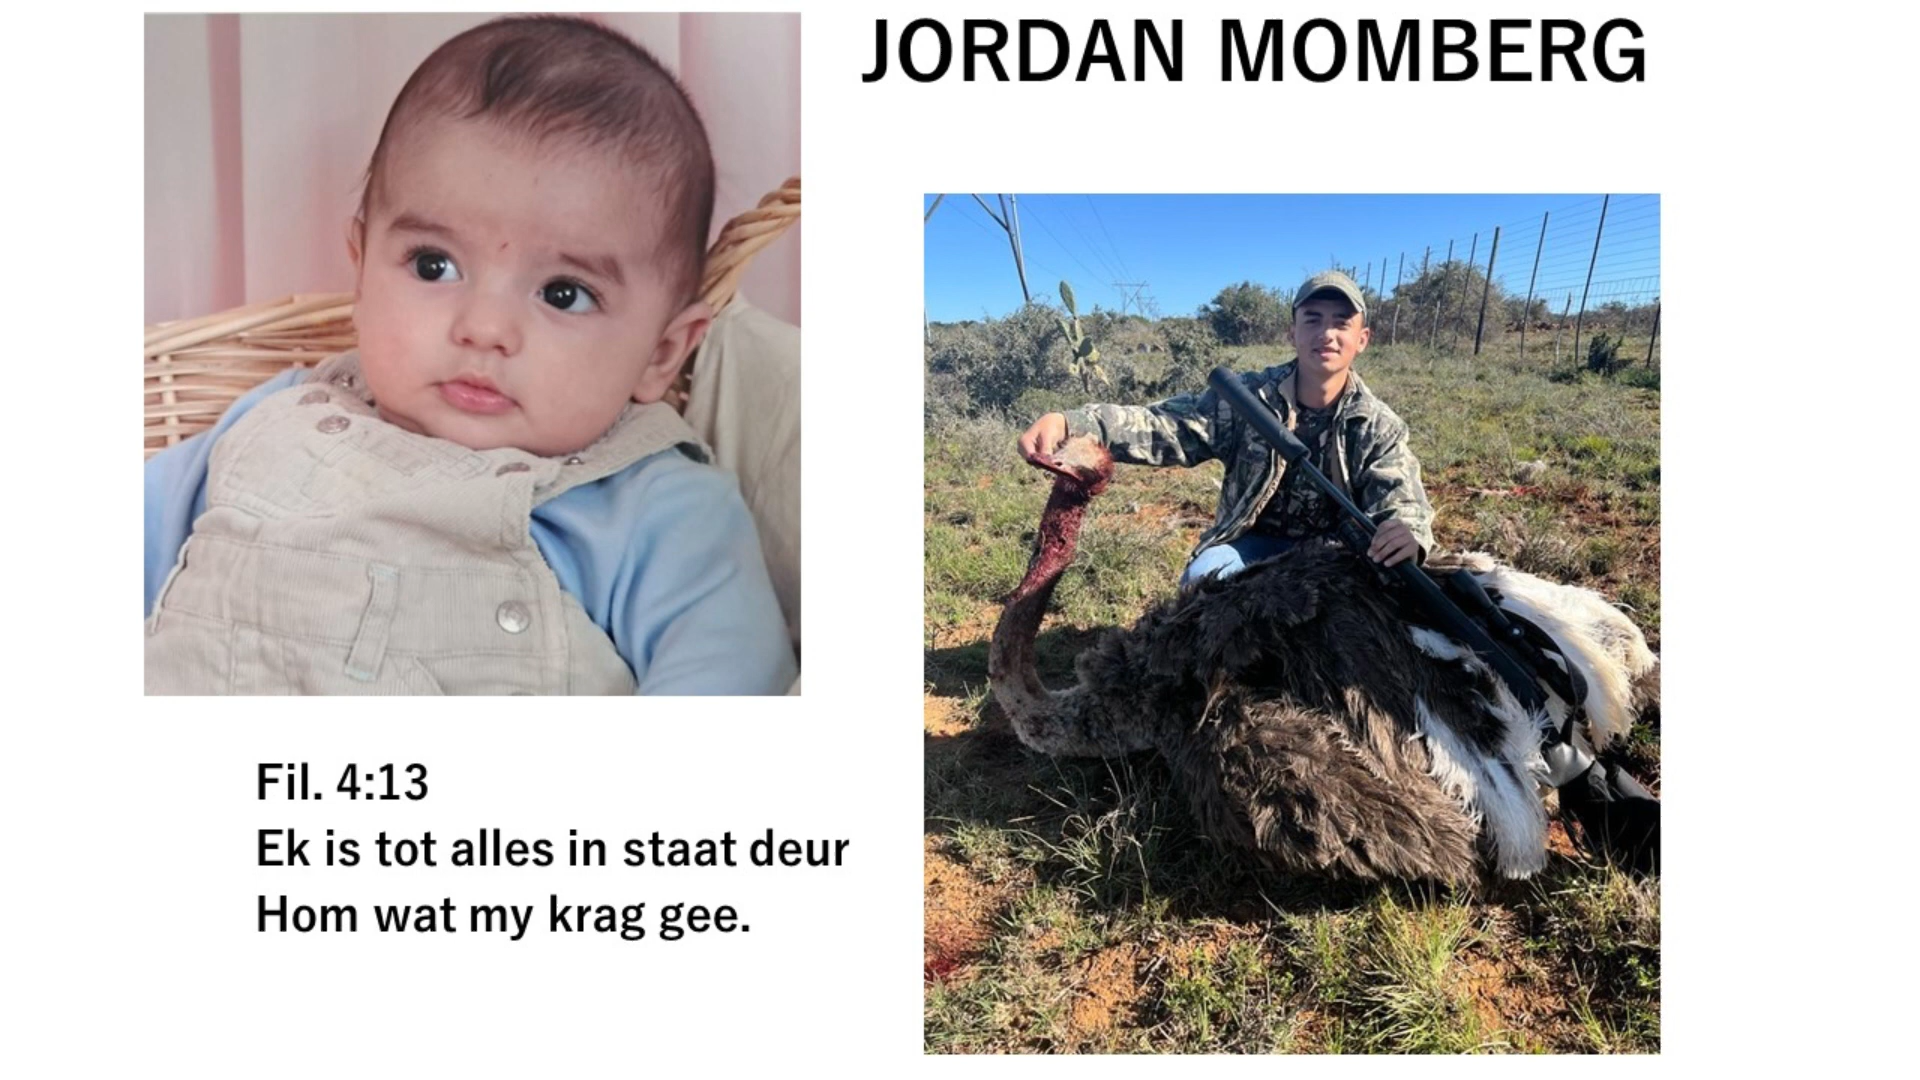 JORDAN MOMBERG
Fil. 4:13
Ek is tot alles in staat deur
Hom wat my krag gee.